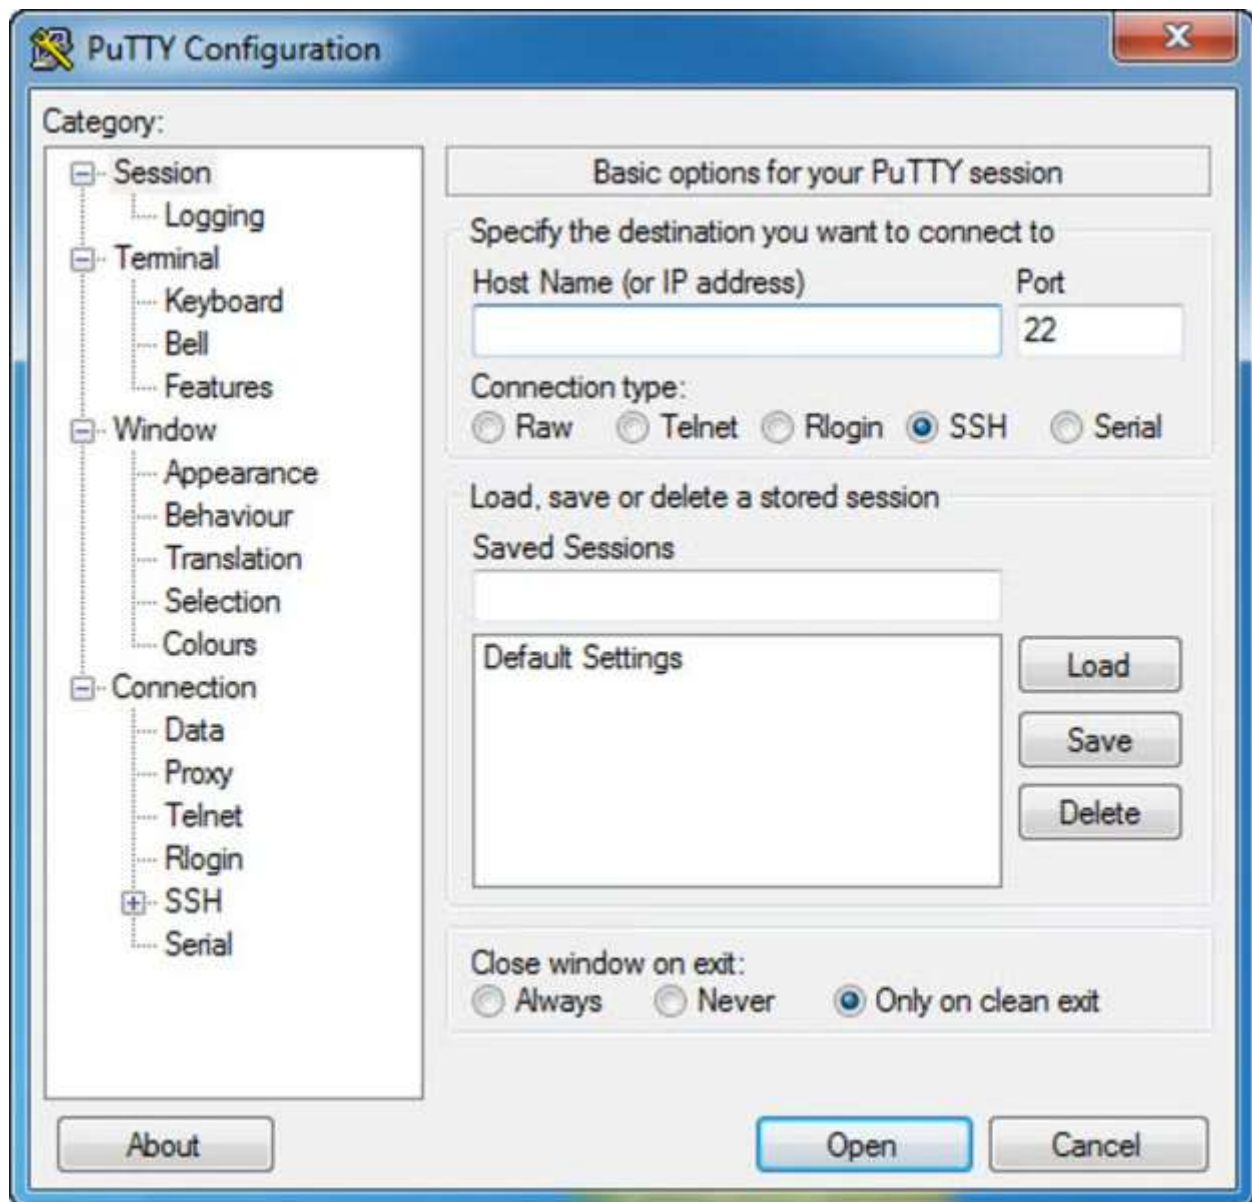 PuTTY Configuration
Category:
Session
Logging
Terminal
Keyboard
Bell
Features
Window
Appearance
Behaviour
Translation
Selection
Colours
Connection
Data
Proxy
Telnet
Rlogin
SSH
Serial
Basic options for your PuTTY session
Specify the destination you want to connect to
Host Name (or IP address) Port
22
Connection type:
Raw Telnet Rlogin SSH Serial
Load, save or delete a stored session
Saved Sessions
Default Settings
Load
Save
Delete
Close window on exit:
Always Never Only on clean exit
About Open Cancel